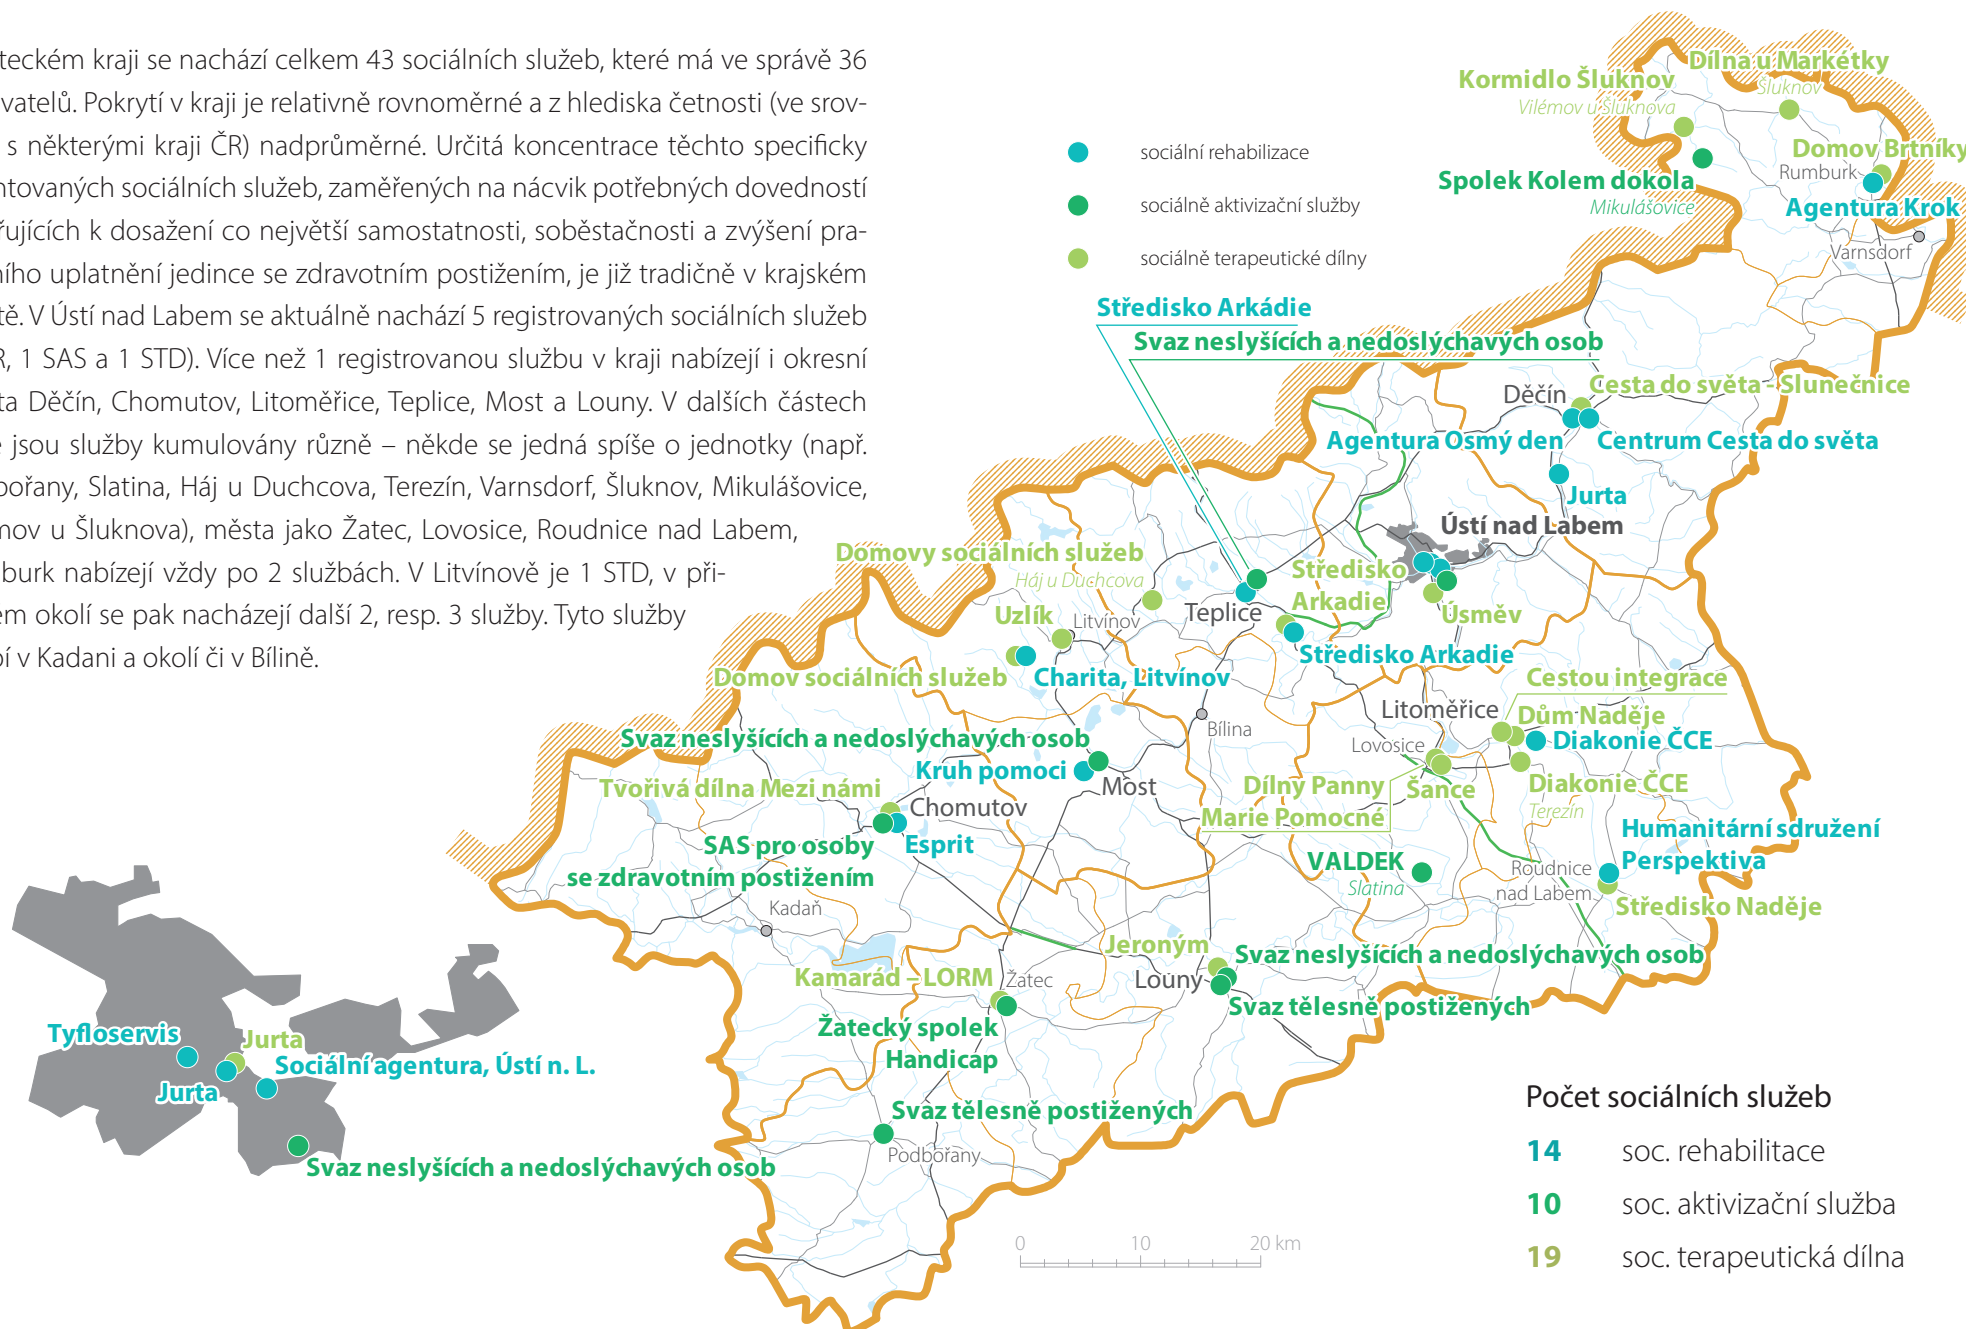 teckém kraji se nachází celkem 43 sociálních služeb, které má ve správě 36
vatelů. Pokrytí v kraji je relativně rovnoměrné a z hlediska četnosti (ve srov-
s některými kraji ČR) nadprůměrné. Určitá koncentrace těchto specificky
ntovaných sociálních služeb, zaměřených na nácvik potřebných dovedností
řujících k dosažení co největší samostatnosti, soběstačnosti a zvýšení pra-
ního uplatnění jedince se zdravotním postižením, je již tradičně v krajském
tě. V Ústí nad Labem se aktuálně nachází 5 registrovaných sociálních služeb
R, 1 SAS a 1 STD). Více než 1 registrovanou službu v kraji nabízejí i okresní
ta Děčín, Chomutov, Litoměřice, Teplice, Most a Louny. V dalších částech
e jsou služby kumulovány různě – někde se jedná spíše o jednotky (např.
bořany, Slatina, Háj u Duchcova, Terezín, Varnsdorf, Šluknov, Mikulášovice,
mov u Šluknova), města jako Žatec, Lovosice, Roudnice nad Labem,
burk nabízejí vždy po 2 službách. V Litvínově je 1 STD, v při-
em okolí se pak nacházejí další 2, resp. 3 služby. Tyto služby
bí v Kadani a okolí či v Bílině.
sociální rehabilizace
sociálně aktivizační služby
sociálně terapeutické dílny
Kormidlo Šluknov
Vilémov u Šluknova
Dílna u Markétky
Šluknov
Domov Brtníky
Rumburk
Spolek Kolem dokola
Mikulášovice
Agentura Krok
Varnsdorf
Středisko Arkádie
Svaz neslyšících a nedoslýchavých osob
Děčín
Cesta do světa - Slunečnice
Agentura Osmý den
Centrum Cesta do světa
Jurta
Ústí nad Labem
Domovy sociálních služeb
Háj u Duchcova
Středisko
Arkadie
Úsměv
Teplice
Uzlík
Litvínov
Středisko Arkadie
Domov sociálních služeb
Charita, Litvínov
Cestou integrace
Litoměřice
Dům Naděje
Diakonie ČCE
Bílina
Lovosice
Svaz neslyšících a nedoslýchavých osob
Kruh pomoci
Most
Dílny Panny
Marie Pomocné
Šance
Diakonie ČCE
Terezín
Tvořivá dílna Mezi námi
Chomutov
SAS pro osoby
se zdravotním postižením
Esprit
Humanitární sdružení
Perspektiva
VALDEK
Slatina
Roudnice
nad Labem
Středisko Naděje
Kadaň
Jeroným
Svaz neslyšících a nedoslýchavých osob
Kamarád – LORM
Žatec
Louny
Svaz tělesně postižených
Žatecký spolek
Handicap
Svaz tělesně postižených
Podbořany
Tyfloservis
Jurta
Sociální agentura, Ústí n. L.
Jurta
Svaz neslyšících a nedoslýchavých osob
0 10 20 km
Počet sociálních služeb
14 soc. rehabilitace
10 soc. aktivizační služba
19 soc. terapeutická dílna